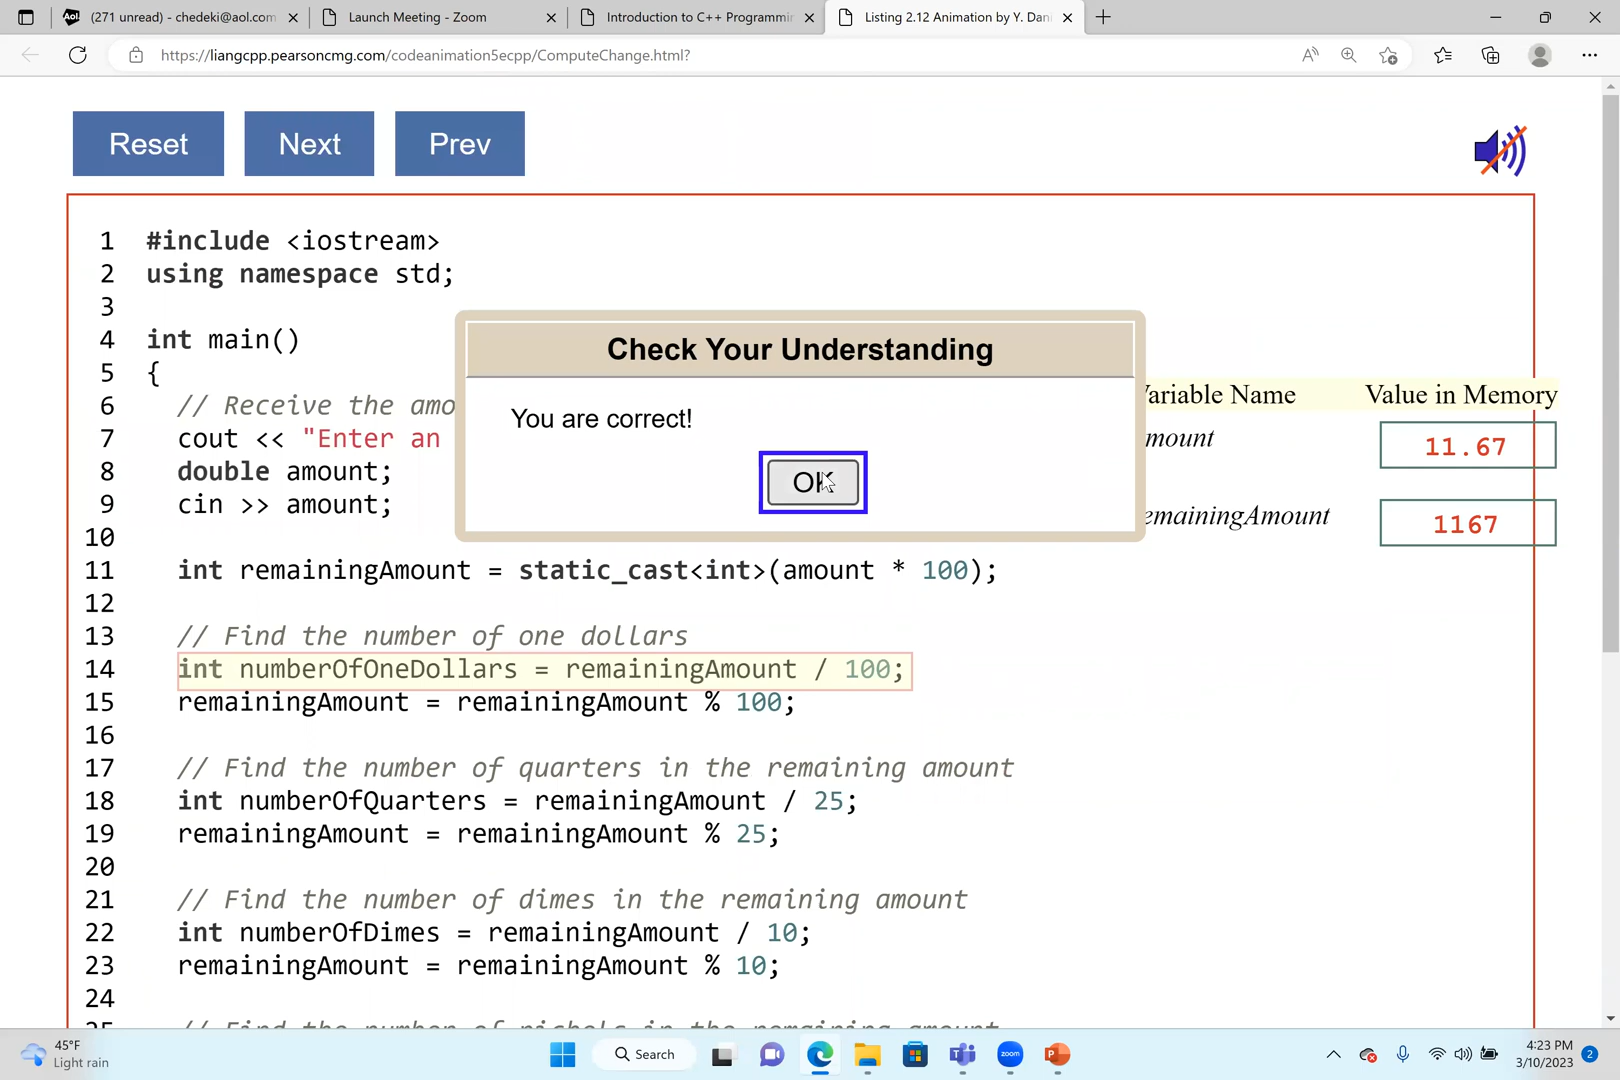 (271 unread) - chedeki@aol.com
Launch Meeting - Zoom
Introduction to C++ Programmin
Listing 2.12 Animation by Y. Dani
https://liangcpp.pearsoncmg.com/codeanimation5ecpp/ComputeChange.html?
Reset
Next
Prev
1 #include <iostream>
2 using namespace std;
3
4 int main()
5 {
6 // Receive the amo
7 cout << "Enter an
8 double amount;
9 cin >> amount;
10
11 int remainingAmount = static_cast<int>(amount * 100);
12
13 // Find the number of one dollars
14 int numberOfOneDollars = remainingAmount / 100;
15 remainingAmount = remainingAmount % 100;
16
17 // Find the number of quarters in the remaining amount
18 int numberOfQuarters = remainingAmount / 25;
19 remainingAmount = remainingAmount % 25;
20
21 // Find the number of dimes in the remaining amount
22 int numberOfDimes = remainingAmount / 10;
23 remainingAmount = remainingAmount % 10;
24
Check Your Understanding
You are correct!
OK
ariable Name Value in Memory
mount 11.67
emainingAmount 1167
45°F
Light rain
Search
zoom
4:23 PM
3/10/2023
2